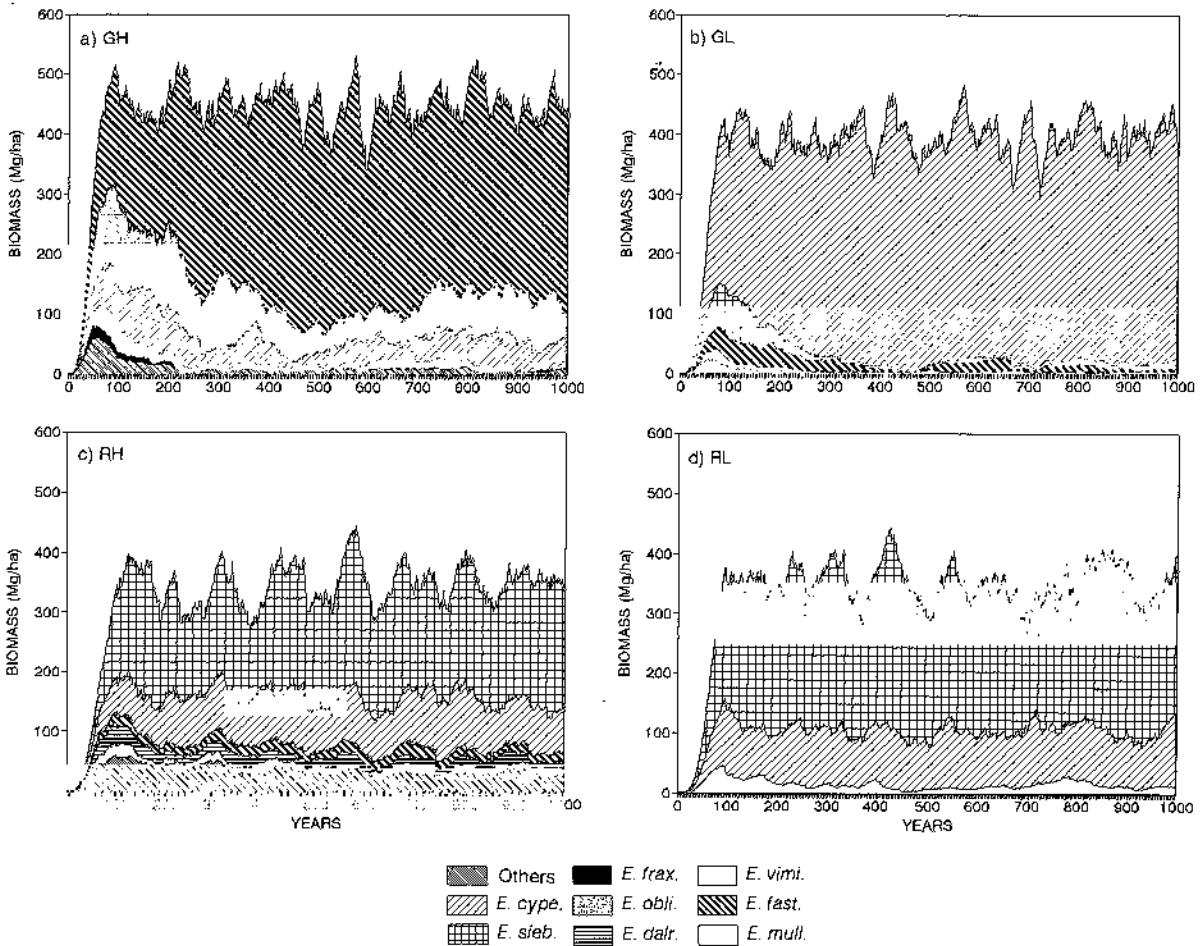 a) GH
b) GL
600
500
400
300
200
100
0
BIOMASS (Mg/ha)
0 100 200 300 400 500 600 700 800 900 1000
600
500
400
300
200
100
0
BIOMASS (Mg/ha)
0 100 200 300 400 500 600 700 800 900 1000
c) RH
d) RL
600
500
400
300
200
100
BIOMASS (Mg/ha)
YEARS
600
500
400
300
200
100
0
BIOMASS (Mg/ha)
0 100 200 300 400 500 600 700 800 900 1000
YEARS
Others E. frax. E. vimi.
E. cype. E. obli. E. fast.
E. sieb. E. dalr. E. mull.